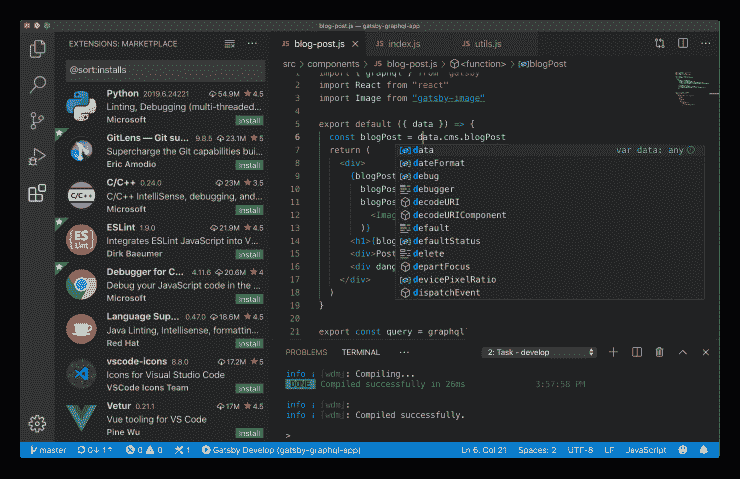 blog-post.js — gatsby-graphql-app
EXTENSIONS: MARKETPLACE
@sort:installs
Python 2019.6.24221 54.9M 4.5
Linting, Debugging (multi-threaded...
Microsoft Install
GitLens — Git su... 9.8.5 23.1M 5
Supercharge the Git capabilities bui...
Eric Amodio Install
C/C++ 0.24.0 23M 3.5
C/C++ IntelliSense, debugging, and...
Microsoft Install
ESLint 1.9.0 21.9M 4.5
Integrates ESLint JavaScript into V...
Dirk Baeumer Install
Debugger for C... 4.11.6 20.6M 4
Debug your JavaScript code in the ...
Microsoft Install
Language Supp... 0.47.0 18.6M 4.5
Java Linting, Intellisense, formattin...
Red Hat Install
vscode-icons 8.8.0 17.2M 5
Icons for Visual Studio Code
VSCode Icons Team Install
Vetur 0.21.1 17M 4.5
Vue tooling for VS Code
Pine Wu Install
JS blog-post.js JS index.js JS utils.js
src components JS blog-post.js <function> blogPost
1 import { graphql } from "gatsby"
2 import React from "react"
3 import Image from "gatsby-image"
4
5 export default ({ data }) => {
6 const blogPost = data.cms.blogPost
7 return (
8 <div>
9 {blogPost
10 blogPos
11 blogPos
12 <Imag
13 )}
14 <h1>{blog
15 <div>Post
16 <div dang
17 </div>
18 )
19 }
20
21 export const query = graphql`
data var data: any
dateFormat
debug
debugger
decodeURI
decodeURIComponent
default
defaultStatus
delete
departFocus
devicePixelRatio
dispatchEvent
PROBLEMS TERMINAL ... 2: Task - develop
info [wdm]: Compiling...
DONE Compiled successfully in 26ms 3:57:58 PM
info [wdm]:
info [wdm]: Compiled successfully.
>
master 0 1 0 0 1 Gatsby Develop (gatsby-graphql-app) Ln 6, Col 21 Spaces: 2 UTF-8 LF JavaScript